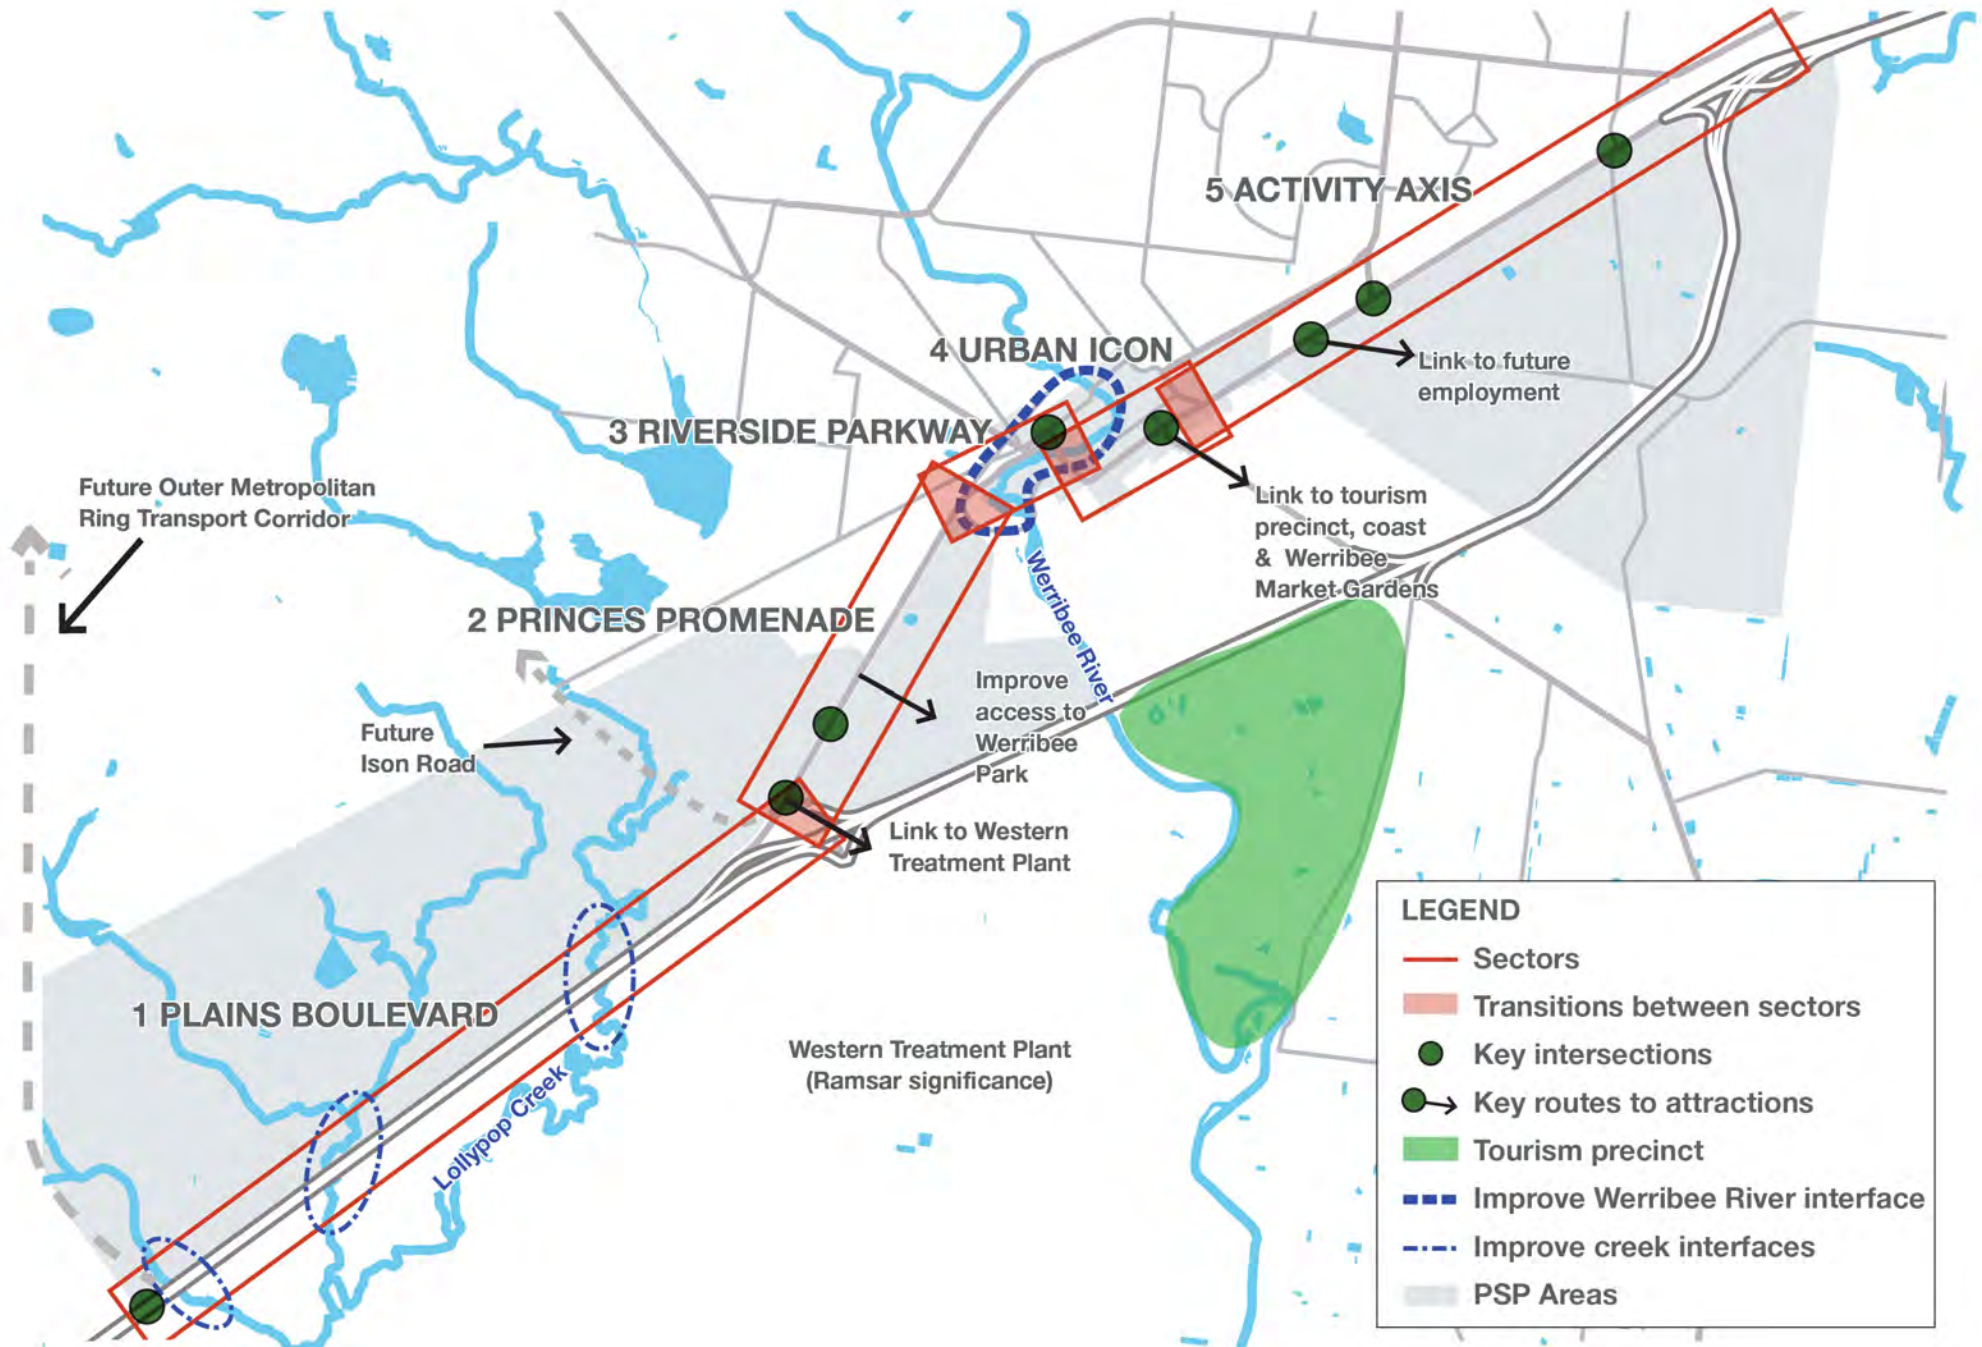 5 ACTIVITY AXIS
4 URBAN ICON
Link to future
employment
3 RIVERSIDE PARKWAY
Future Outer Metropolitan
Ring Transport Corridor
Link to tourism
precinct, coast
& Werribee
Market Gardens
Werribee River
2 PRINCES PROMENADE
Improve
access to
Werribee
Park
Future
Ison Road
Link to Western
Treatment Plant
1 PLAINS BOULEVARD
Western Treatment Plant
(Ramsar significance)
Lollypop Creek
LEGEND
Sectors
Transitions between sectors
Key intersections
Key routes to attractions
Tourism precinct
Improve Werribee River interface
Improve creek interfaces
PSP Areas